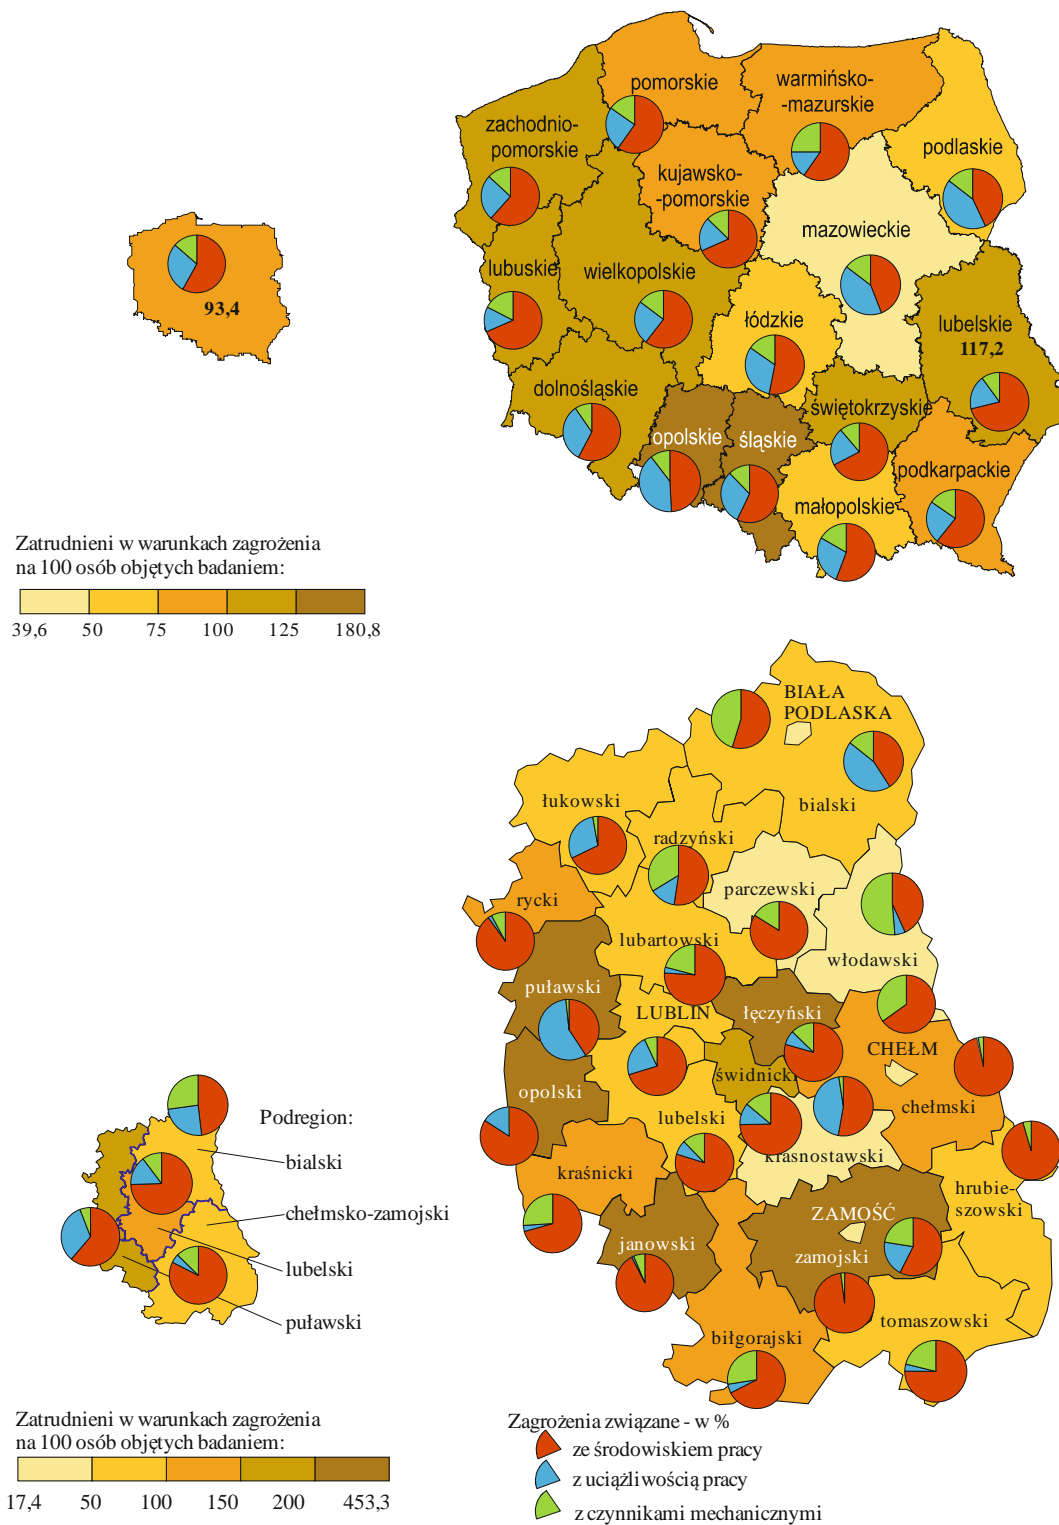 pomorskie
warmińsko-
-mazurskie
zachodnio-
pomorskie
podlaskie
kujawsko-
-pomorskie
mazowieckie
lubuskie
wielkopolskie
93,4
łódzkie
lubelskie
117,2
dolnośląskie
opolskie
śląskie
świętokrzyskie
podkarpackie
małopolskie
Zatrudnieni w warunkach zagrożenia
na 100 osób objętych badaniem:
39,6 50 75 100 125 180,8
BIAŁA
PODLASKA
bialski
łukowski
radzyński
parczewski
rycki
lubartowski
włodawski
puławski
LUBLIN
łęczyński
CHEŁM
świdnicki
opolski
chełmski
lubelski
krasnostawski
kraśnicki
hrubie-
szowski
ZAMOŚĆ
janowski
zamojski
tomaszowski
biłgorajski
Podregion:
bialski
chełmsko-zamojski
lubelski
puławski
Zatrudnieni w warunkach zagrożenia
na 100 osób objętych badaniem:
17,4 50 100 150 200 453,3
Zagrożenia związane - w %
ze środowiskiem pracy
z uciążliwością pracy
z czynnikami mechanicznymi